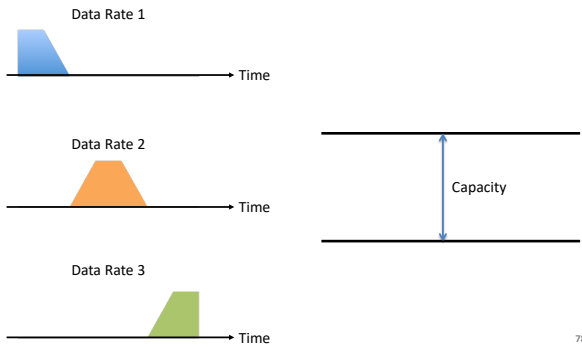 Data Rate 1
Time
Data Rate 2
Time
Capacity
Data Rate 3
Time